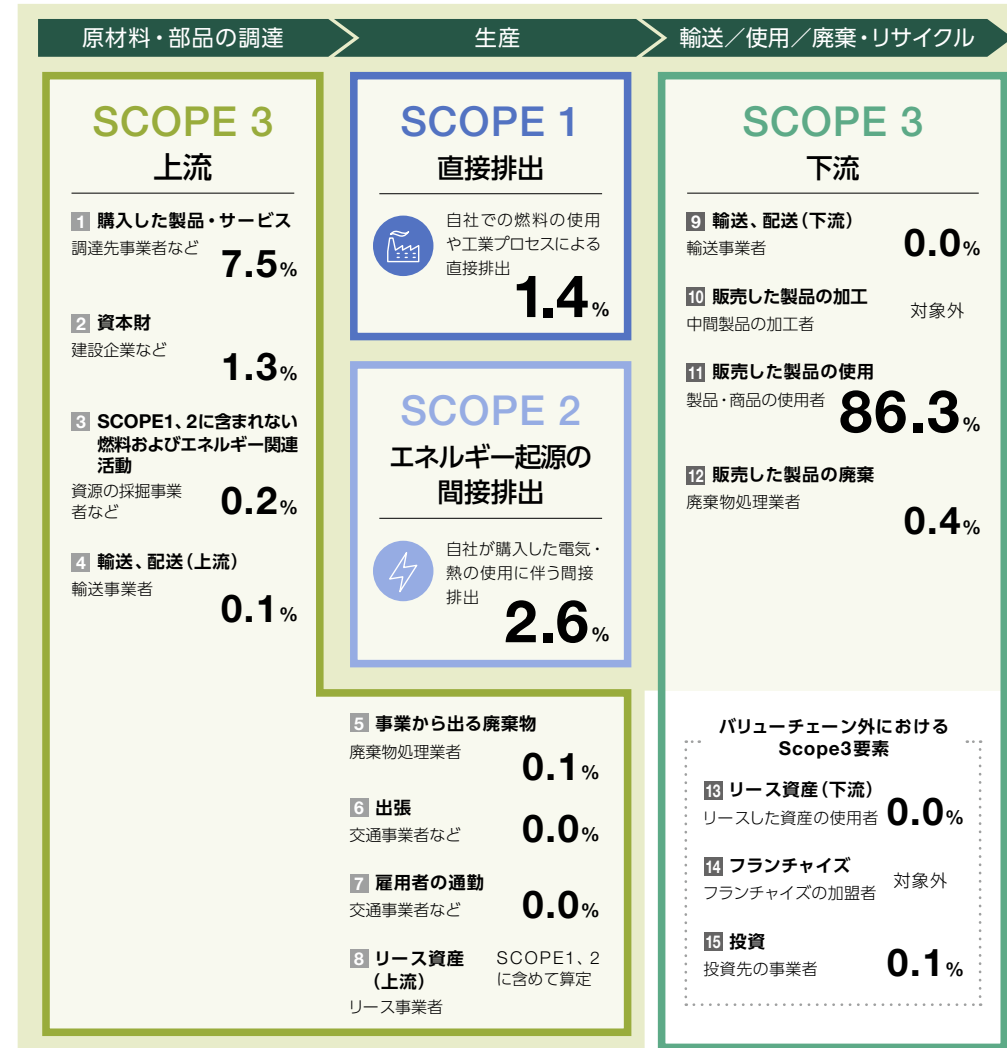 原材料・部品の調達
生産
輸送／使用／廃棄・リサイクル
SCOPE 3
上流
1 購入した製品・サービス
調達先事業者など
7.5%
2 資本財
建設企業など
1.3%
3 SCOPE1、2に含まれない
燃料およびエネルギー関連
活動
資源の採掘事業
者など
0.2%
4 輸送、配送(上流)
輸送事業者
0.1%
SCOPE 1
直接排出
自社での燃料の使用
や工業プロセスによる
直接排出
1.4%
SCOPE 2
エネルギー起源の
間接排出
自社が購入した電気・
熱の使用に伴う間接
排出
2.6%
5 事業から出る廃棄物
廃棄物処理業者
0.1%
6 出張
交通事業者など
0.0%
7 雇用者の通勤
交通事業者など
0.0%
8 リース資産
(上流)
リース事業者
SCOPE1、2
に含めて算定
SCOPE 3
下流
9 輸送、配送(下流)
輸送事業者
0.0%
10 販売した製品の加工
中間製品の加工者
対象外
11 販売した製品の使用
製品・商品の使用者
86.3%
12 販売した製品の廃棄
廃棄物処理業者
0.4%
バリューチェーン外における
Scope3要素
13 リース資産(下流)
リースした資産の使用者
0.0%
14 フランチャイズ
フランチャイズの加盟者
対象外
15 投資
投資先の事業者
0.1%